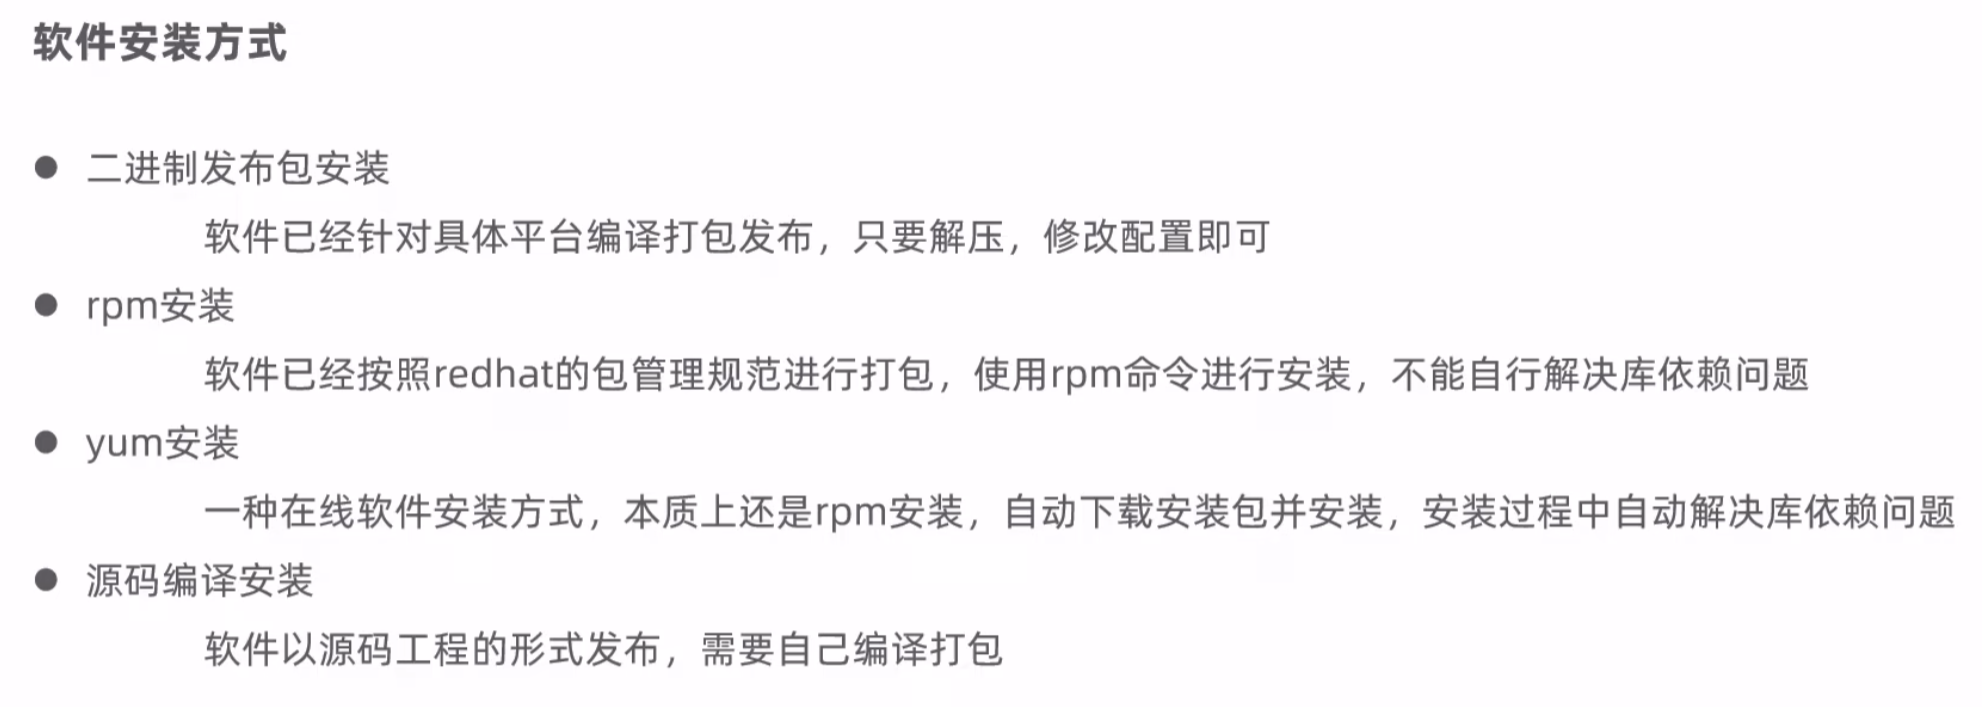 软件安装方式
● 二进制发布包安装
软件已经针对具体平台编译打包发布，只要解压，修改配置即可
● rpm安装
软件已经按照redhat的包管理规范进行打包，使用rpm命令进行安装，不能自行解决库依赖问题
● yum安装
一种在线软件安装方式，本质上还是rpm安装，自动下载安装包并安装，安装过程中自动解决库依赖问题
● 源码编译安装
软件以源码工程的形式发布，需要自己编译打包